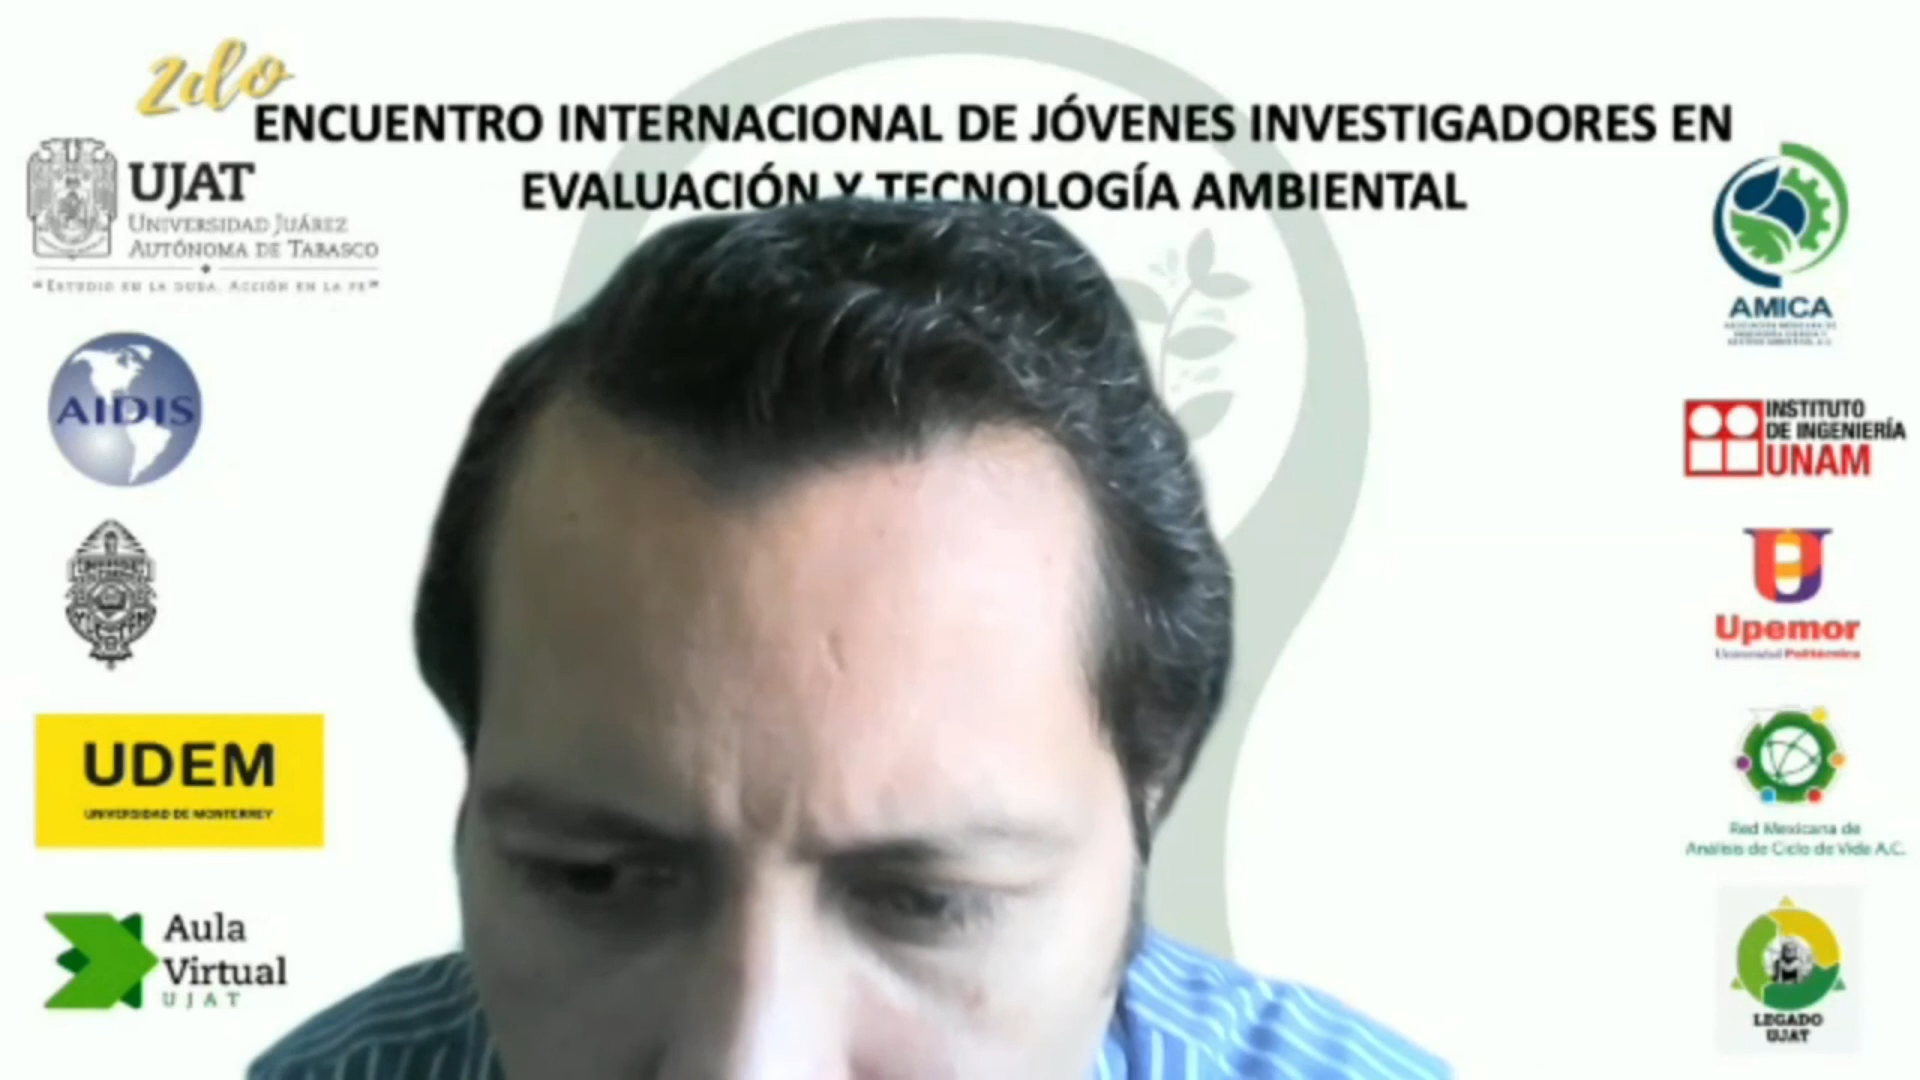 2do
ENCUENTRO INTERNACIONAL DE JÓVENES INVESTIGADORES EN
EVALUACIÓN Y TECNOLOGÍA AMBIENTAL
UJAT
UNIVERSIDAD JUÁREZ
AUTÓNOMA DE TABASCO
"ESTUDIO EN LA DUDA. ACCIÓN EN LA FE"
AIDIS
UDEM
UNIVERSIDAD DE MONTERREY
Aula
Virtual
UJAT
AMICA
INSTITUTO
DE INGENIERÍA
UNAM
Upemor
Universidad Politécnica
Red Mexicana de
Análisis de Ciclo de Vida A.C.
LEGADO
UJAT